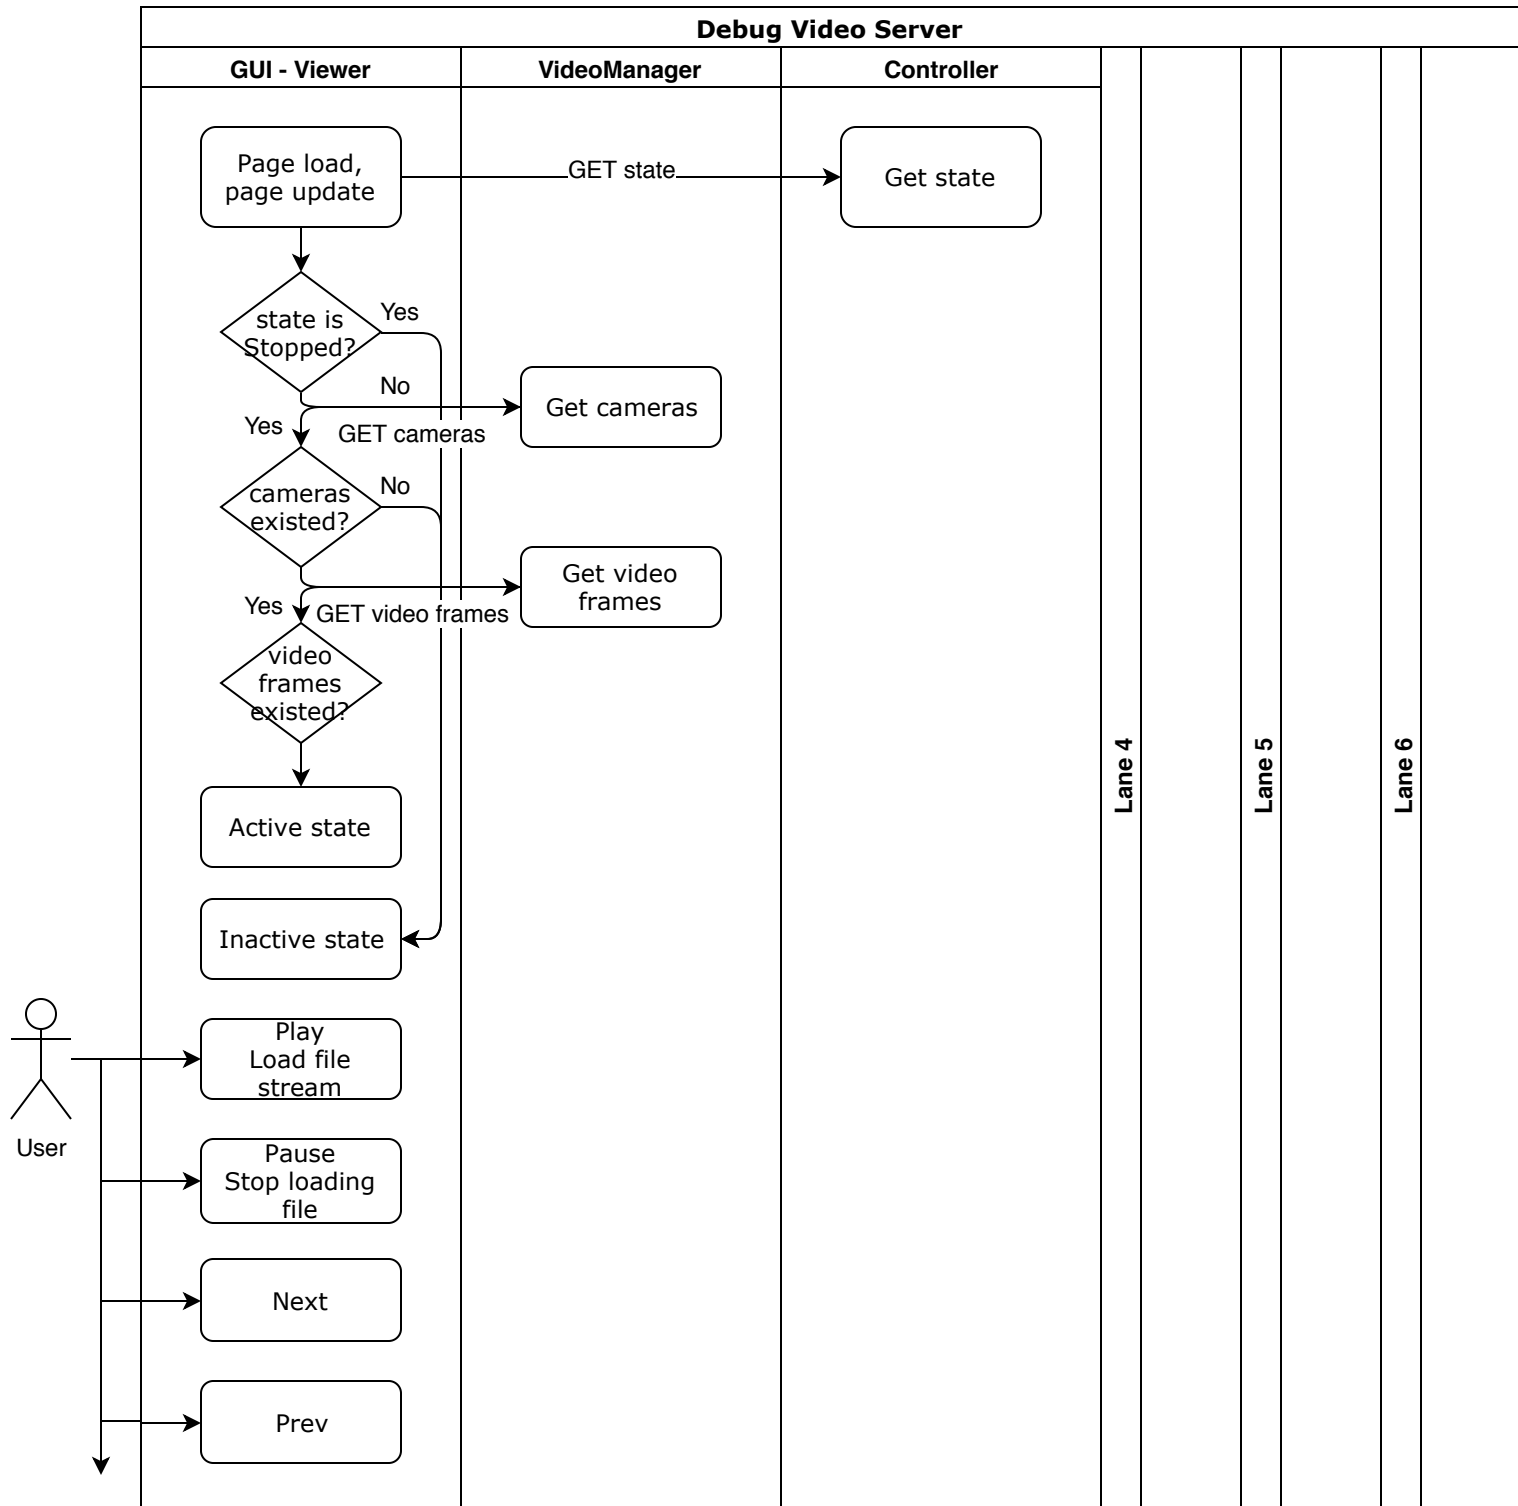 Debug Video Server
GUI - Viewer
VideoManager
Controller
Page load,
page update
GET state
Get state
state is
Stopped?
Yes
No
Get cameras
Yes
GET cameras
cameras
existed?
No
Get video
frames
Yes
GET video frames
video
frames
existed?
Lane 4
Lane 5
Lane 6
Active state
Inactive state
Play
Load file
stream
User
Pause
Stop loading
file
Next
Prev